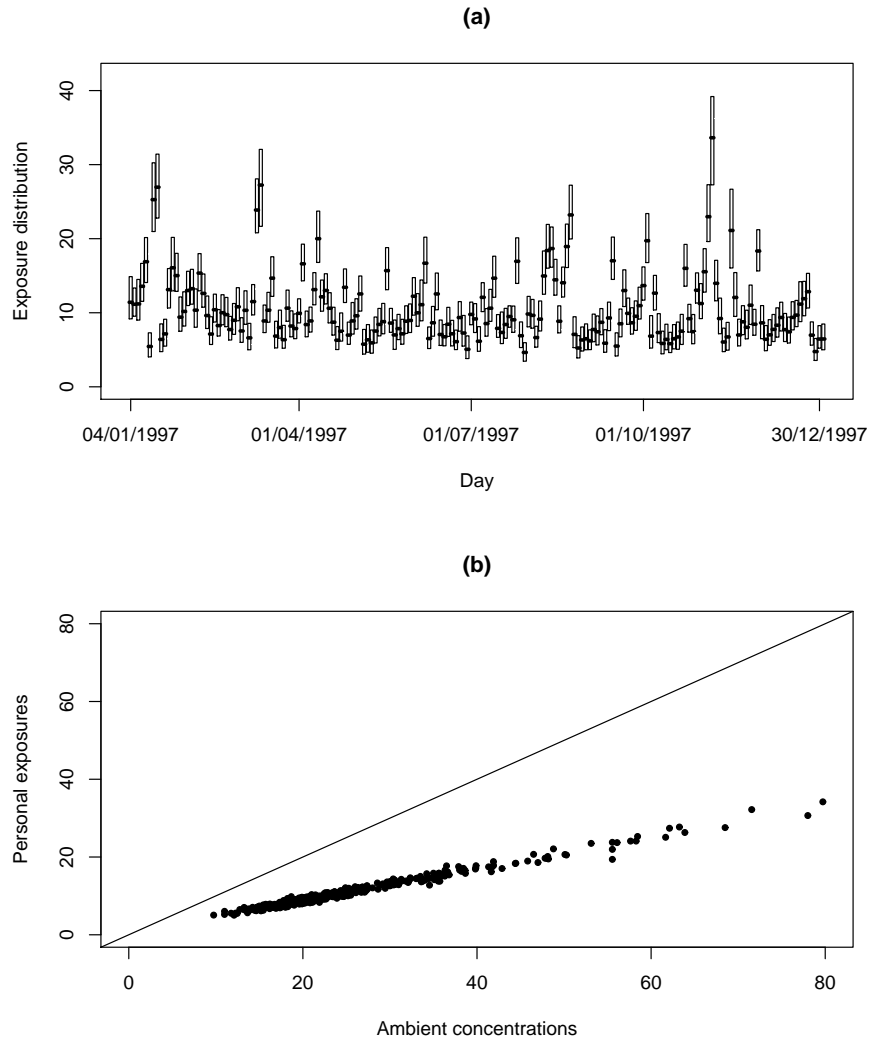 (a)
Exposure distribution
40
30
20
10
0
04/01/1997 01/04/1997 01/07/1997 01/10/1997 30/12/1997
Day
(b)
Personal exposures
80
60
40
20
0
0 20 40 60 80
Ambient concentrations